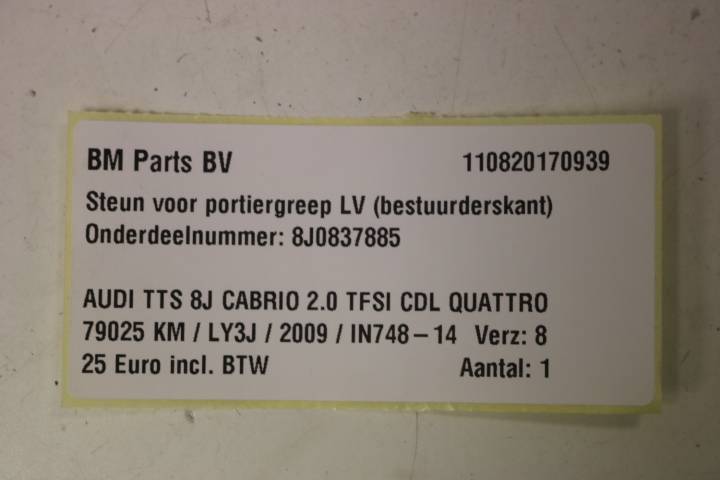 BM Parts BV 110820170939
Steun voor portiergreep LV (bestuurderskant)
Onderdeelnummer: 8J0837885
AUDI TTS 8J CABRIO 2.0 TFSI CDL QUATTRO
79025 KM / LY3J / 2009 / IN748-14 Verz: 8
25 Euro incl. BTW Aantal: 1